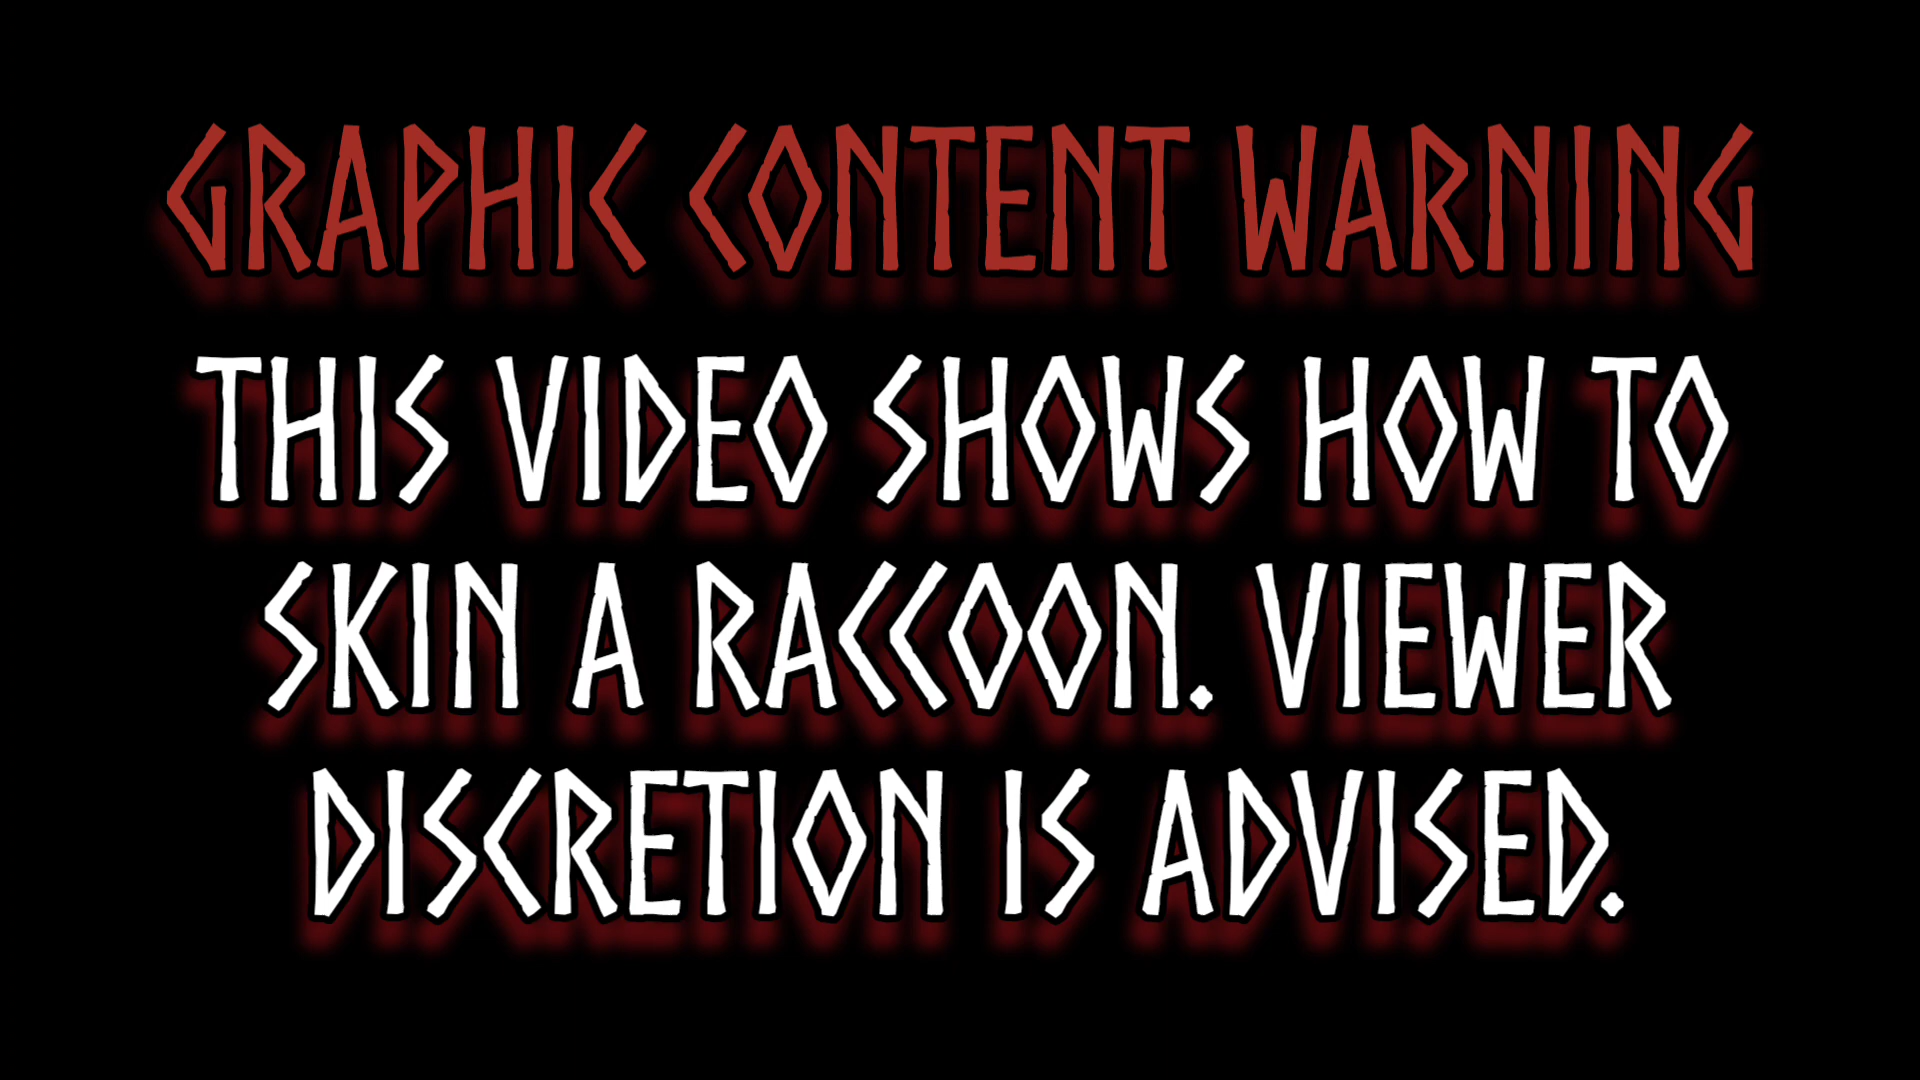 GRAPHIC CONTENT WARNING
THIS VIDEO SHOWS HOW TO
SKIN A RACCOON. VIEWER
DISCRETION IS ADVISED.